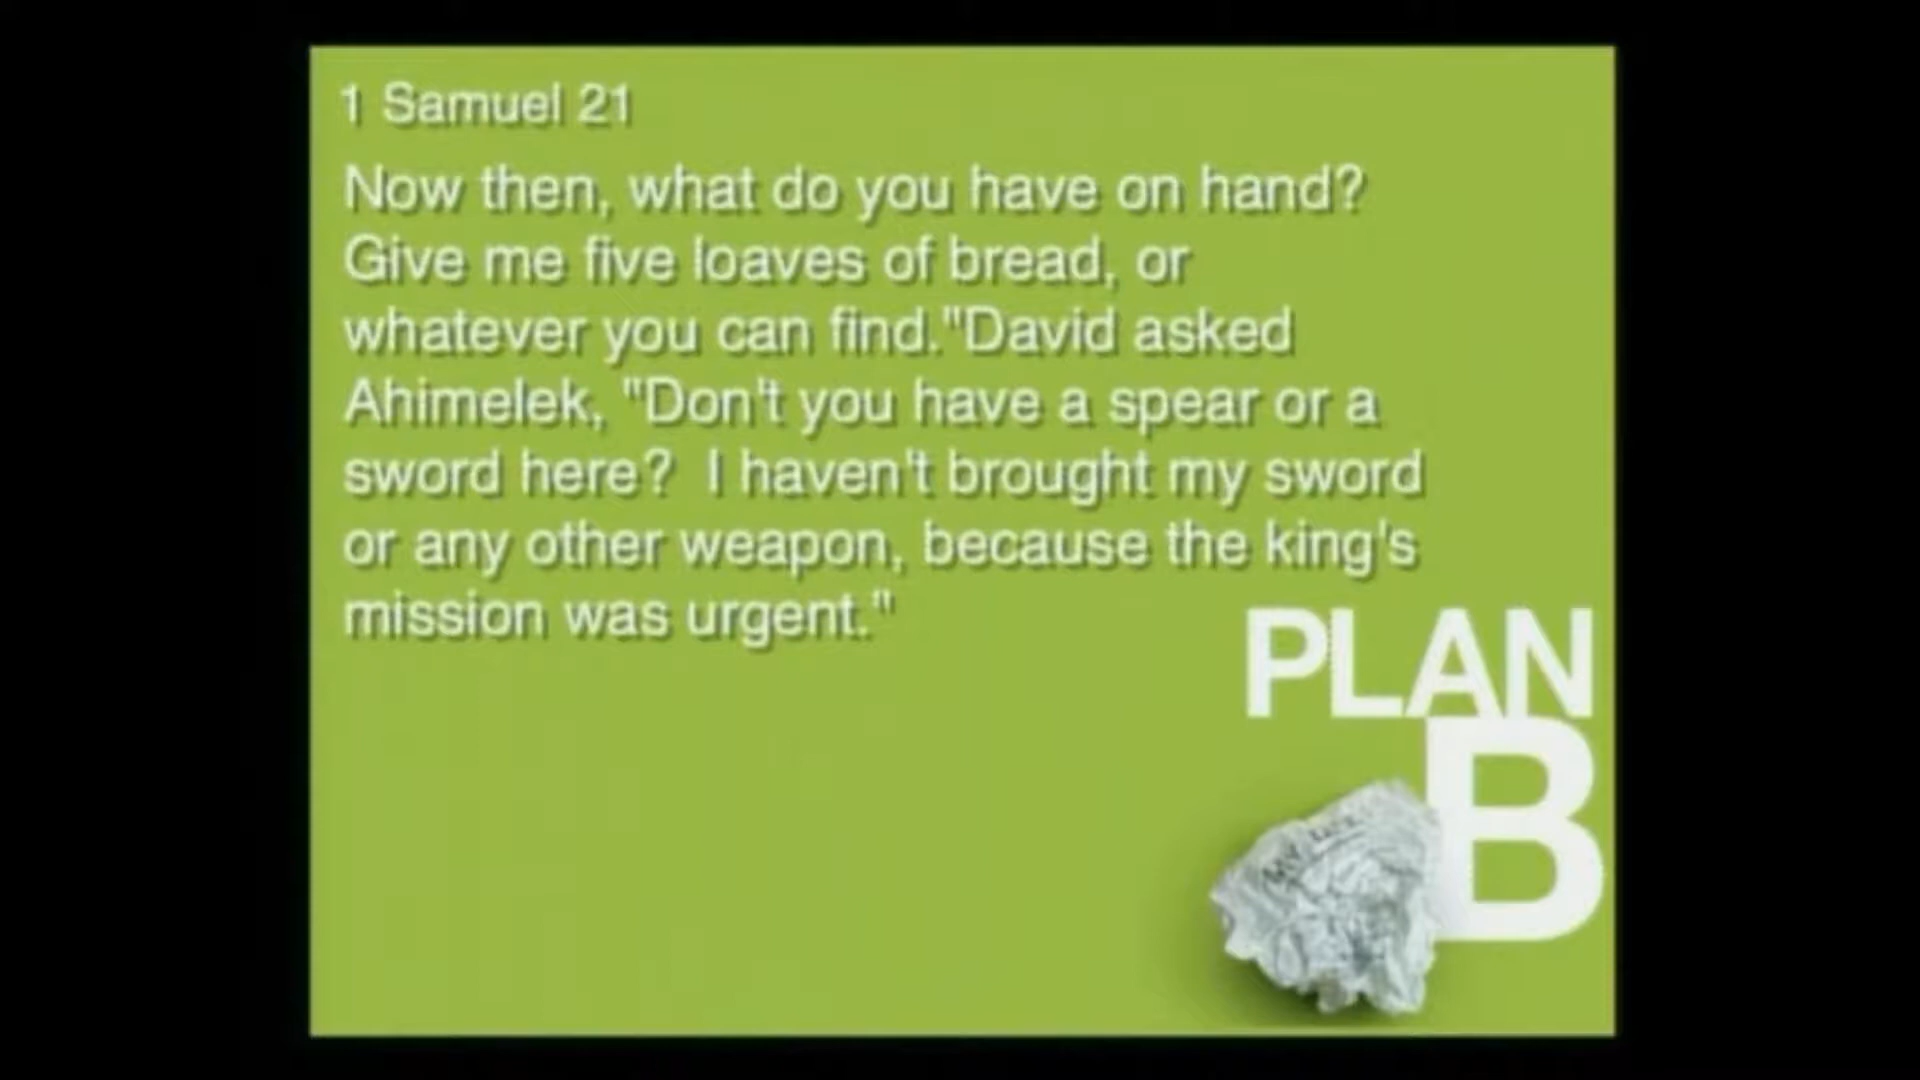 1 Samuel 21
Now then, what do you have on hand?
Give me five loaves of bread, or
whatever you can find."David asked
Ahimelek, "Don't you have a spear or a
sword here?  I haven't brought my sword
or any other weapon, because the king's
mission was urgent."
PLAN
B
MY